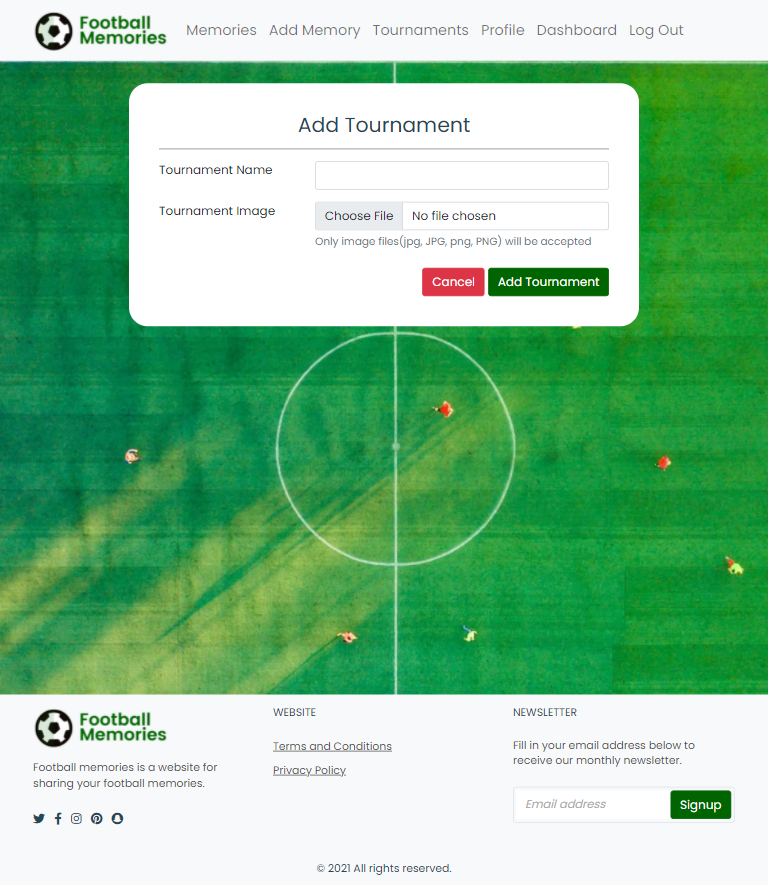 Football
Memories
Memories Add Memory Tournaments Profile Dashboard Log Out
Add Tournament
Tournament Name
Tournament Image
Choose File No file chosen
Only image files(jpg, JPG, png, PNG) will be accepted
Cancel Add Tournament
Football
Memories
Football memories is a website for
sharing your football memories.
WEBSITE
Terms and Conditions
Privacy Policy
NEWSLETTER
Fill in your email address below to
receive our monthly newsletter.
Email address Signup
© 2021 All rights reserved.